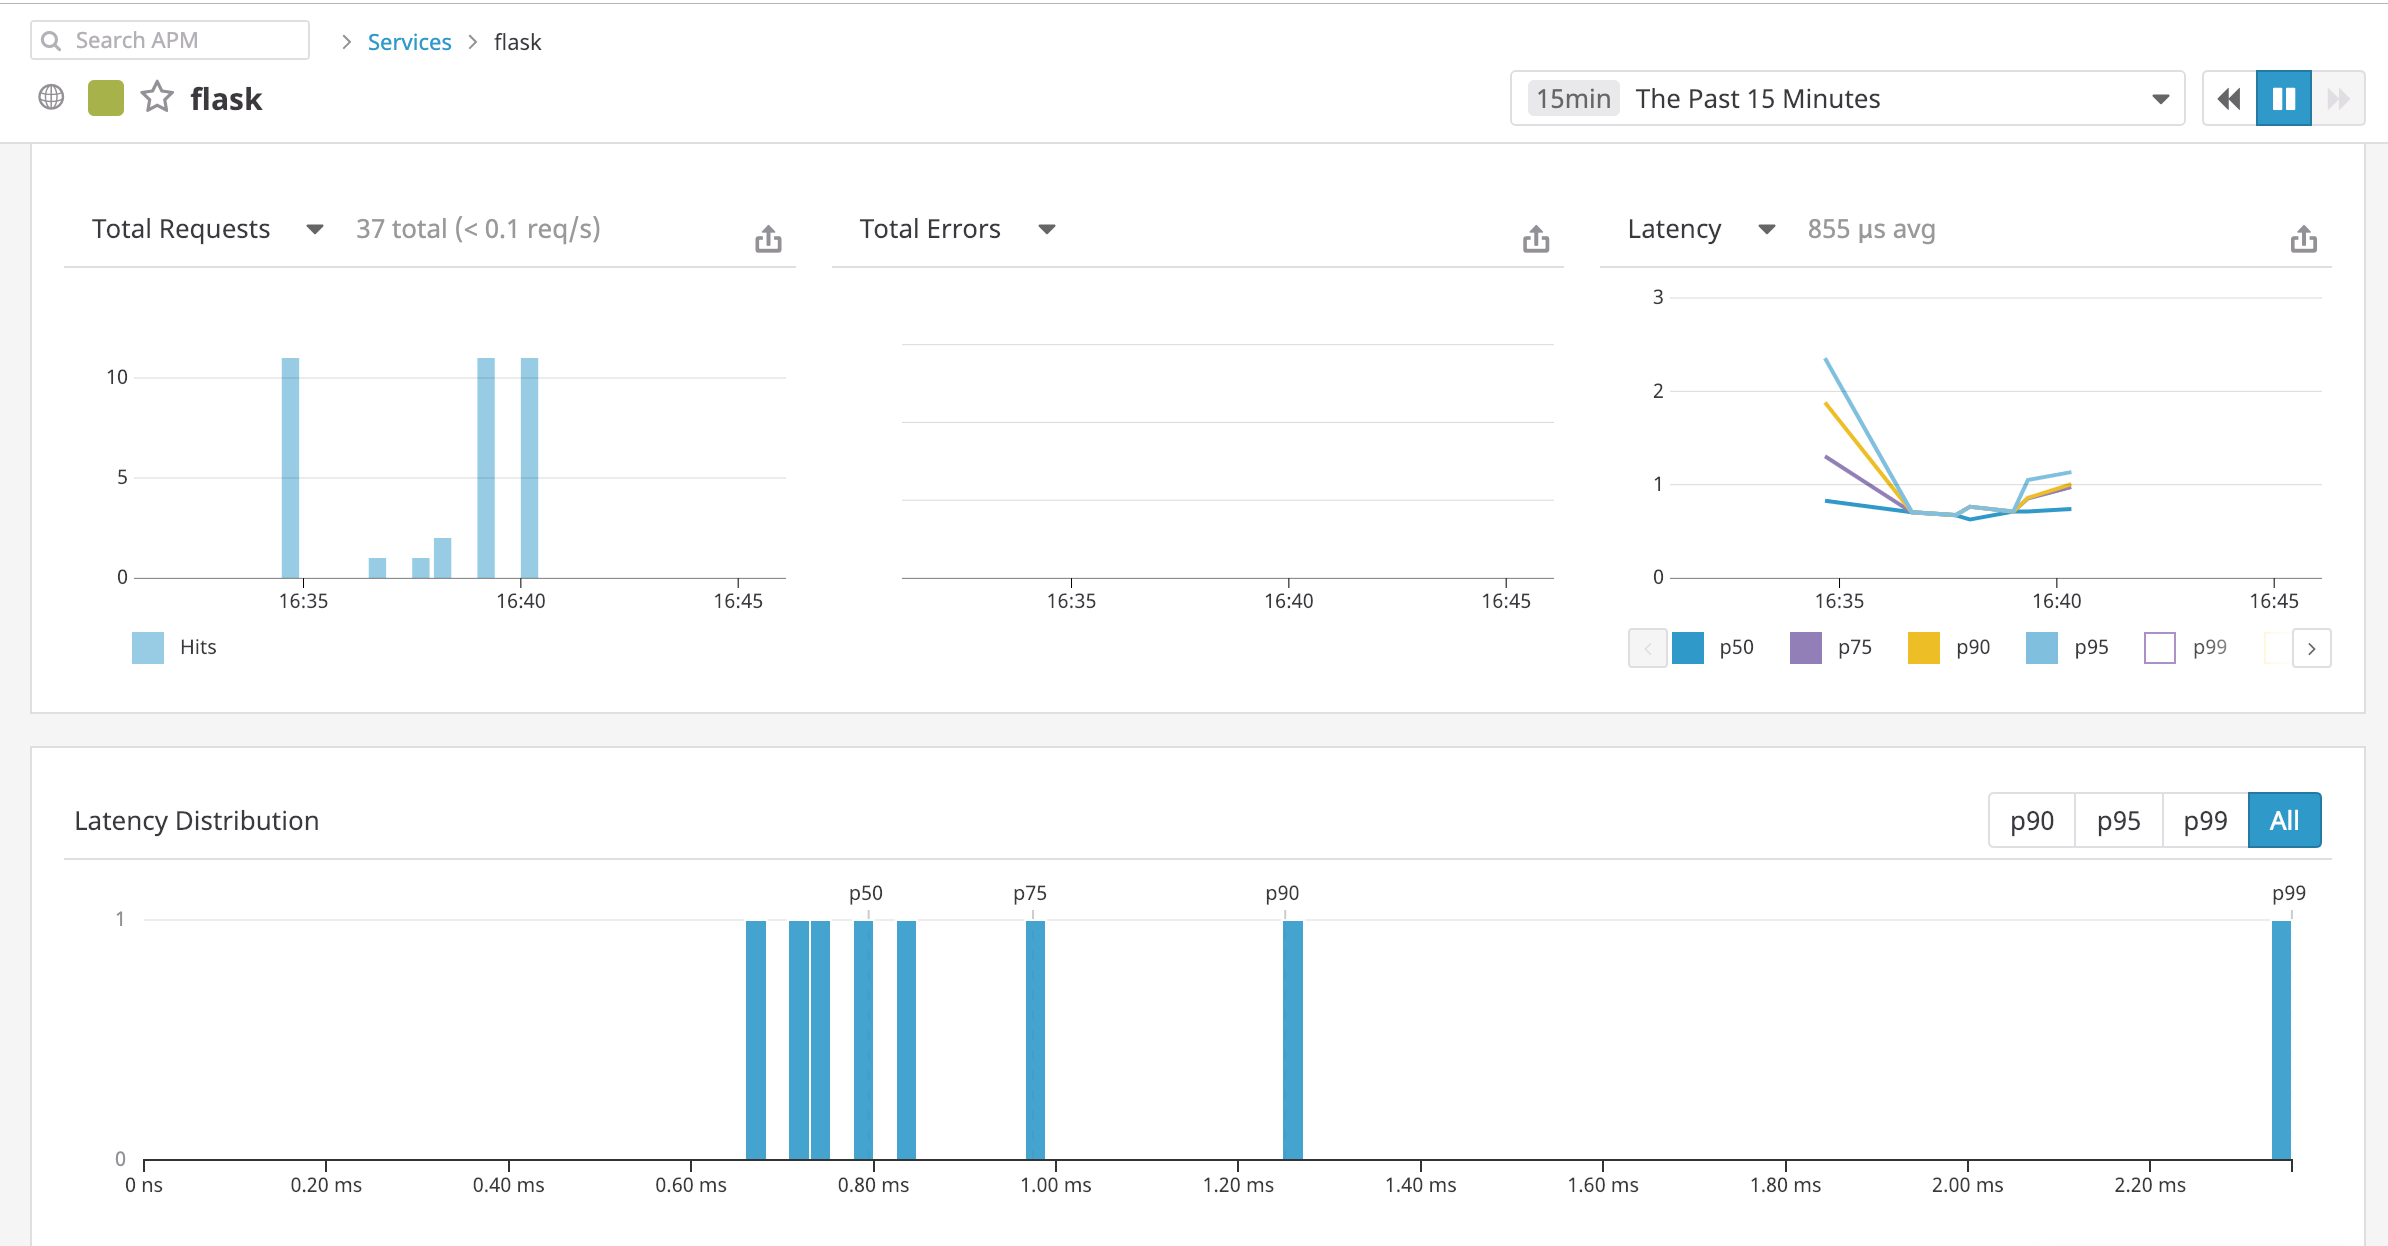 Search APM > Services > flask
flask
15min The Past 15 Minutes
Total Requests 37 total (< 0.1 req/s)
10
5
0
16:35 16:40 16:45
Hits
Total Errors
16:35 16:40 16:45
Latency 855 µs avg
3
2
1
0
16:35 16:40 16:45
p50 p75 p90 p95 p99
Latency Distribution
p90 p95 p99 All
p50 p75 p90 p99
1
0
0 ns 0.20 ms 0.40 ms 0.60 ms 0.80 ms 1.00 ms 1.20 ms 1.40 ms 1.60 ms 1.80 ms 2.00 ms 2.20 ms